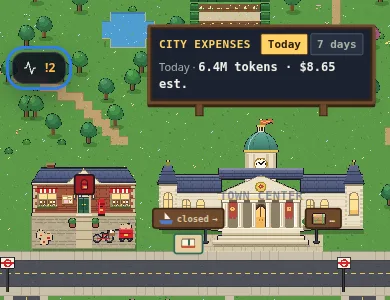 CITY EXPENSES Today 7 days
!2
Today · 6.4M tokens · $8.65
est.
TOWN CENTER
closed →